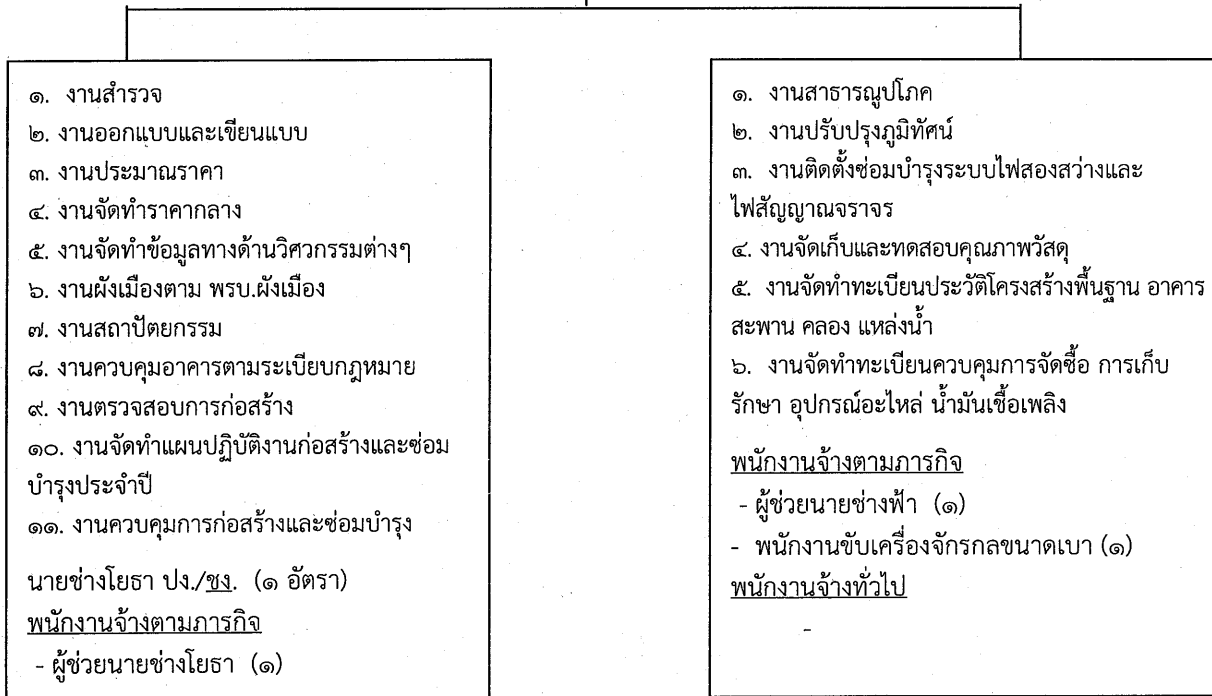 ๑. งานสำรวจ
๒. งานออกแบบและเขียนแบบ
๓. งานประมาณราคา
๔. งานจัดทำราคากลาง
๕. งานจัดทำข้อมูลทางด้านวิศวกรรมต่างๆ
๖. งานผังเมืองตาม พรบ.ผังเมือง
๗. งานสถาปัตยกรรม
๘. งานควบคุมอาคารตามระเบียบกฎหมาย
๙. งานตรวจสอบการก่อสร้าง
๑๐. งานจัดทำแผนปฏิบัติงานก่อสร้างและซ่อม
บำรุงประจำปี
๑๑. งานควบคุมการก่อสร้างและซ่อมบำรุง
นายช่างโยธา ปง./ชง. (๑ อัตรา)
พนักงานจ้างตามภารกิจ
- ผู้ช่วยนายช่างโยธา (๑)
๑. งานสาธารณูปโภค
๒. งานปรับปรุงภูมิทัศน์
๓. งานติดตั้งซ่อมบำรุงระบบไฟสองสว่างและ
ไฟสัญญาณจราจร
๔. งานจัดเก็บและทดสอบคุณภาพวัสดุ
๕. งานจัดทำทะเบียนประวัติโครงสร้างพื้นฐาน อาคาร
สะพาน คลอง แหล่งน้ำ
๖. งานจัดทำทะเบียนควบคุมการจัดซื้อ การเก็บ
รักษา อุปกรณ์อะไหล่ น้ำมันเชื้อเพลิง
พนักงานจ้างตามภารกิจ
- ผู้ช่วยนายช่างฟ้า (๑)
- พนักงานขับเครื่องจักรกลขนาดเบา (๑)
พนักงานจ้างทั่วไป
-